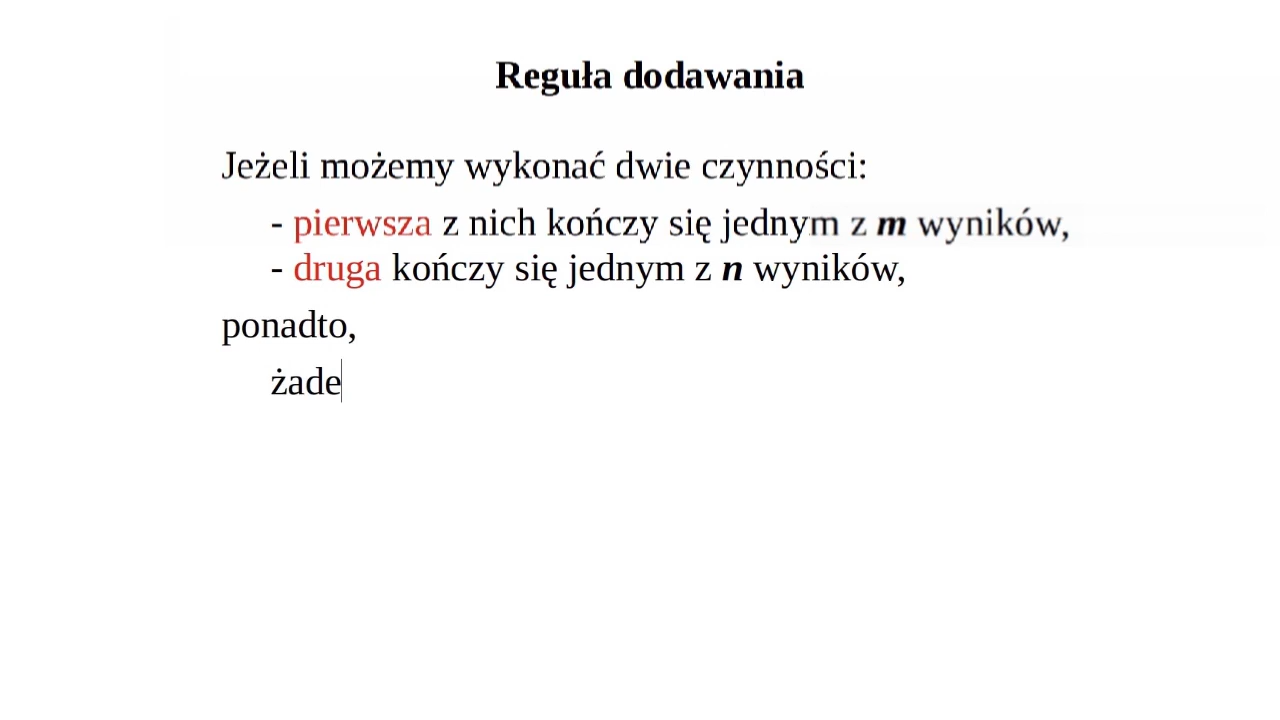 Reguła dodawania
Jeżeli możemy wykonać dwie czynności:
- pierwsza z nich kończy się jednym z m wyników,
- druga kończy się jednym z n wyników,
ponadto,
żade